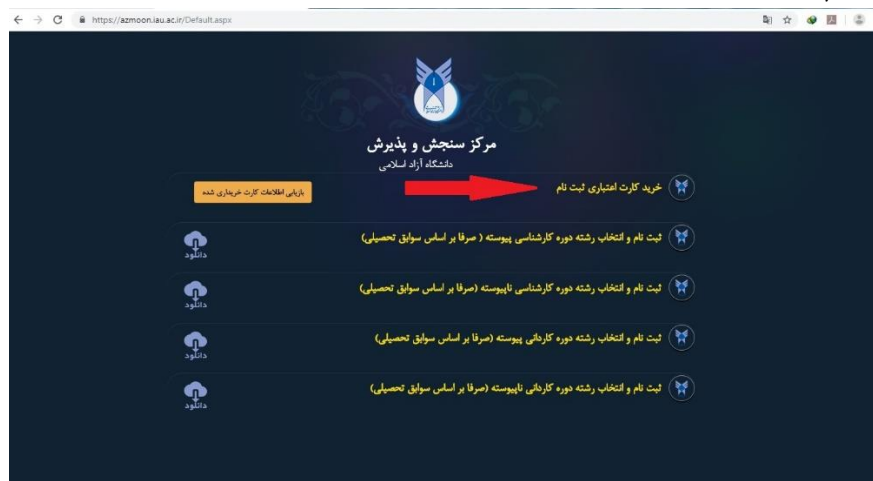 https://azmoon.iau.ac.ir/Default.aspx
مرکز سنجش و پذیرش
دانشگاه آزاد اسلامی
خرید کارت اعتباری ثبت نام
بازیابی اطلاعات کارت خریداری شده
ثبت نام و انتخاب رشته دوره کارشناسی پیوسته ( صرفا بر اساس سوابق تحصیلی)
دانلود
ثبت نام و انتخاب رشته دوره کارشناسی ناپیوسته (صرفا بر اساس سوابق تحصیلی)
دانلود
ثبت نام و انتخاب رشته دوره کاردانی پیوسته (صرفا بر اساس سوابق تحصیلی)
دانلود
ثبت نام و انتخاب رشته دوره کاردانی ناپیوسته (صرفا بر اساس سوابق تحصیلی)
دانلود